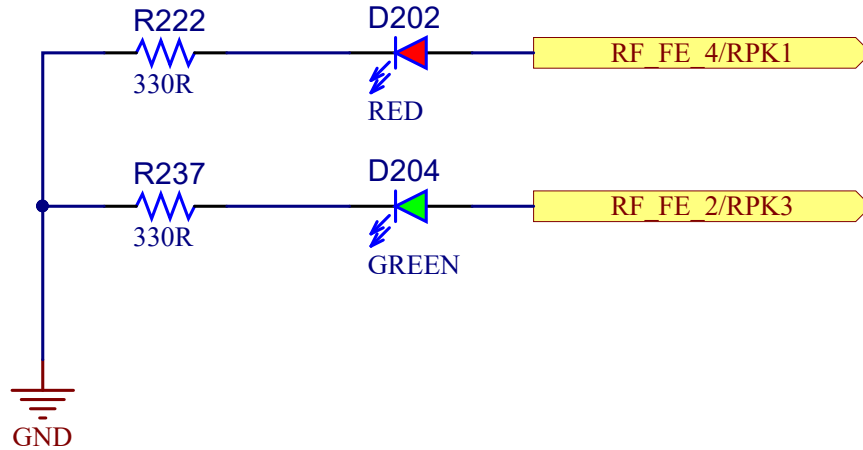 R222
D202
330R
RED
RF_FE_4/RPK1
R237
D204
330R
GREEN
RF_FE_2/RPK3
GND